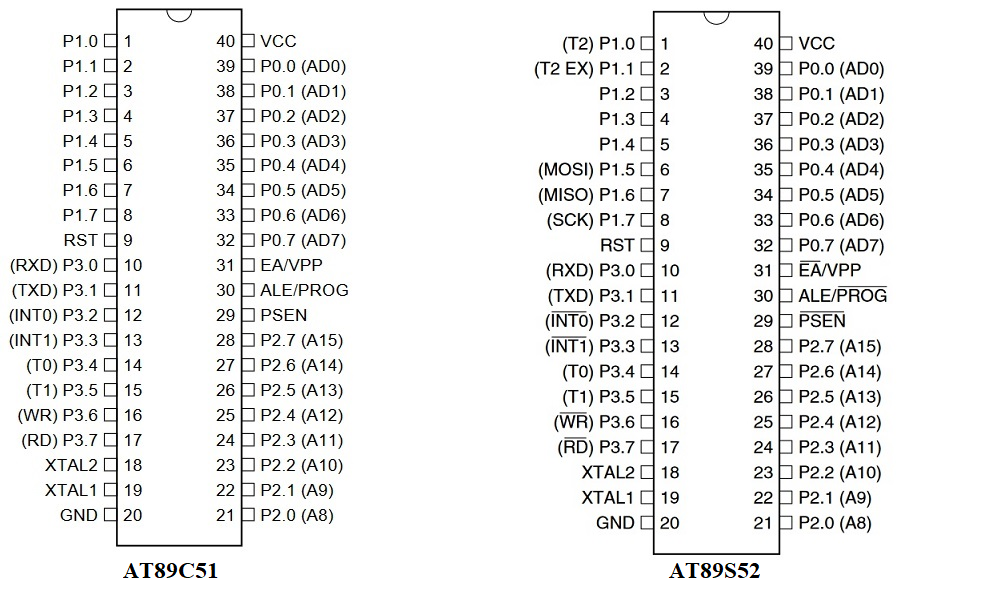 P1.0 1 40 VCC
P1.1 2 39 P0.0 (AD0)
P1.2 3 38 P0.1 (AD1)
P1.3 4 37 P0.2 (AD2)
P1.4 5 36 P0.3 (AD3)
P1.5 6 35 P0.4 (AD4)
P1.6 7 34 P0.5 (AD5)
P1.7 8 33 P0.6 (AD6)
RST 9 32 P0.7 (AD7)
(RXD) P3.0 10 31 EA/VPP
(TXD) P3.1 11 30 ALE/PROG
(INT0) P3.2 12 29 PSEN
(INT1) P3.3 13 28 P2.7 (A15)
(T0) P3.4 14 27 P2.6 (A14)
(T1) P3.5 15 26 P2.5 (A13)
(WR) P3.6 16 25 P2.4 (A12)
(RD) P3.7 17 24 P2.3 (A11)
XTAL2 18 23 P2.2 (A10)
XTAL1 19 22 P2.1 (A9)
GND 20 21 P2.0 (A8)
AT89C51
(T2) P1.0 1 40 VCC
(T2 EX) P1.1 2 39 P0.0 (AD0)
P1.2 3 38 P0.1 (AD1)
P1.3 4 37 P0.2 (AD2)
P1.4 5 36 P0.3 (AD3)
(MOSI) P1.5 6 35 P0.4 (AD4)
(MISO) P1.6 7 34 P0.5 (AD5)
(SCK) P1.7 8 33 P0.6 (AD6)
RST 9 32 P0.7 (AD7)
(RXD) P3.0 10 31 E̅A̅/VPP
(TXD) P3.1 11 30 ALE/P̅R̅O̅G̅
(I̅N̅T̅0̅) P3.2 12 29 P̅S̅E̅N̅
(I̅N̅T̅1̅) P3.3 13 28 P2.7 (A15)
(T0) P3.4 14 27 P2.6 (A14)
(T1) P3.5 15 26 P2.5 (A13)
(W̅R̅) P3.6 16 25 P2.4 (A12)
(R̅D̅) P3.7 17 24 P2.3 (A11)
XTAL2 18 23 P2.2 (A10)
XTAL1 19 22 P2.1 (A9)
GND 20 21 P2.0 (A8)
AT89S52